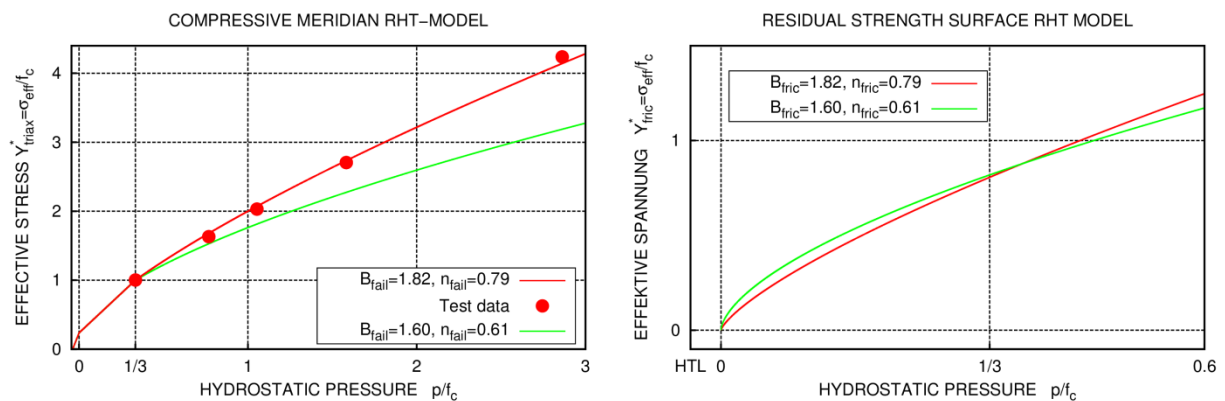 COMPRESSIVE MERIDIAN RHT−MODEL
EFFECTIVE STRESS Y*triax=σeff/fc
4
3
2
1
0
Bfail=1.82, nfail=0.79
Test data
Bfail=1.60, nfail=0.61
0 1/3 1 2 3
HYDROSTATIC PRESSURE p/fc
RESIDUAL STRENGTH SURFACE RHT MODEL
EFFEKTIVE SPANNUNG Y*fric=σeff/fc
Bfric=1.82, nfric=0.79
Bfric=1.60, nfric=0.61
1
0
HTL 0 1/3 0.6
HYDROSTATIC PRESSURE p/fc